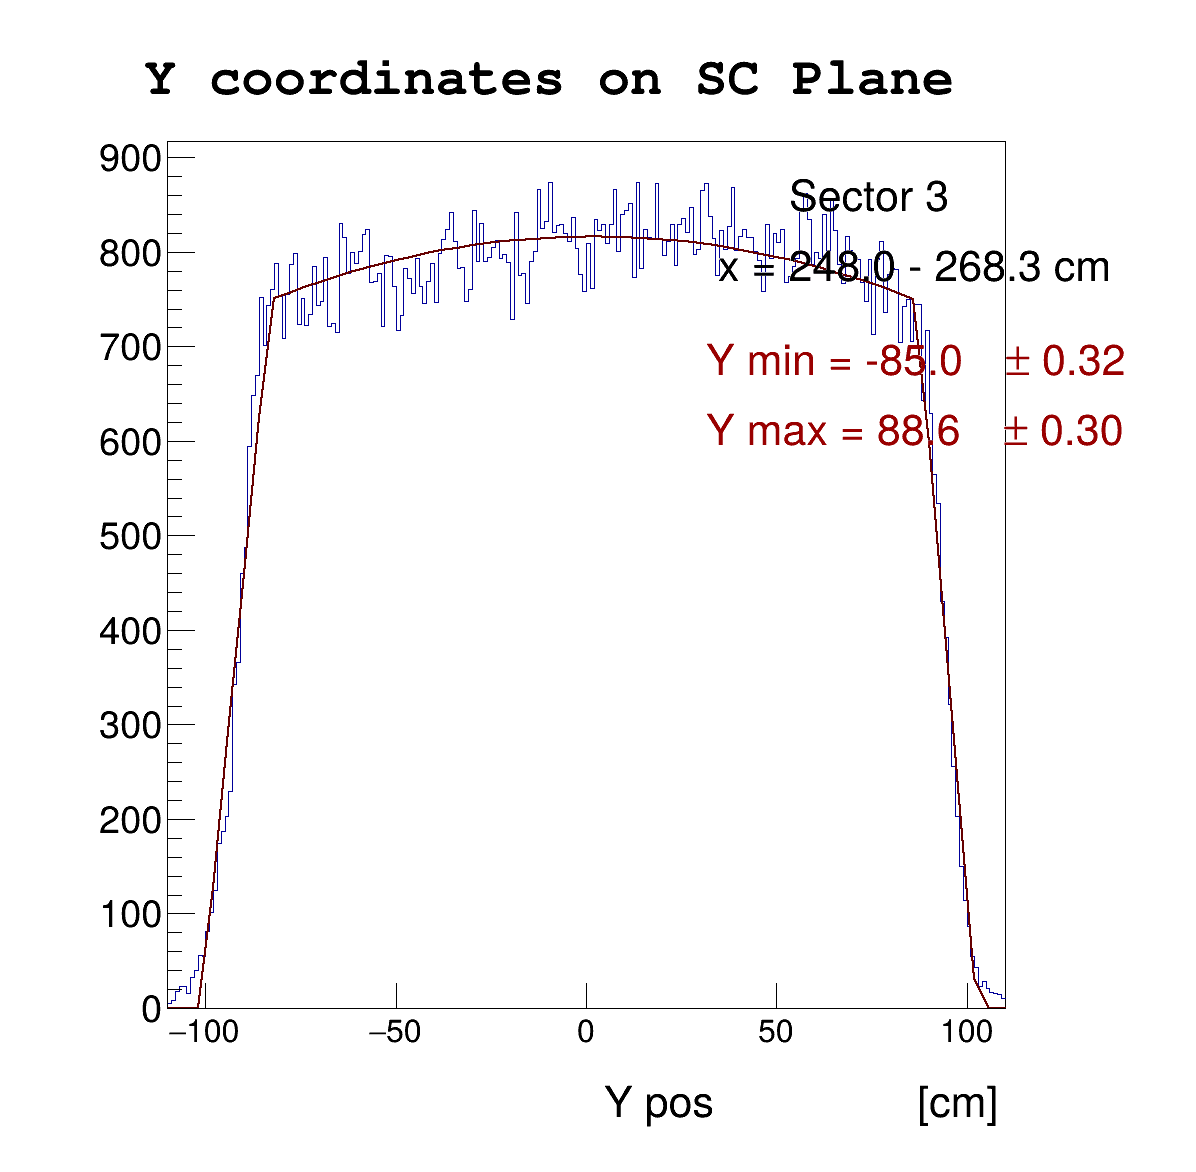 Y coordinates on SC Plane
900
800
700
600
500
400
300
200
100
0
Sector 3
x = 248.0 - 268.3 cm
Y min = -85.0 ± 0.32
Y max = 88.6 ± 0.30
−100 −50 0 50 100
Y pos [cm]